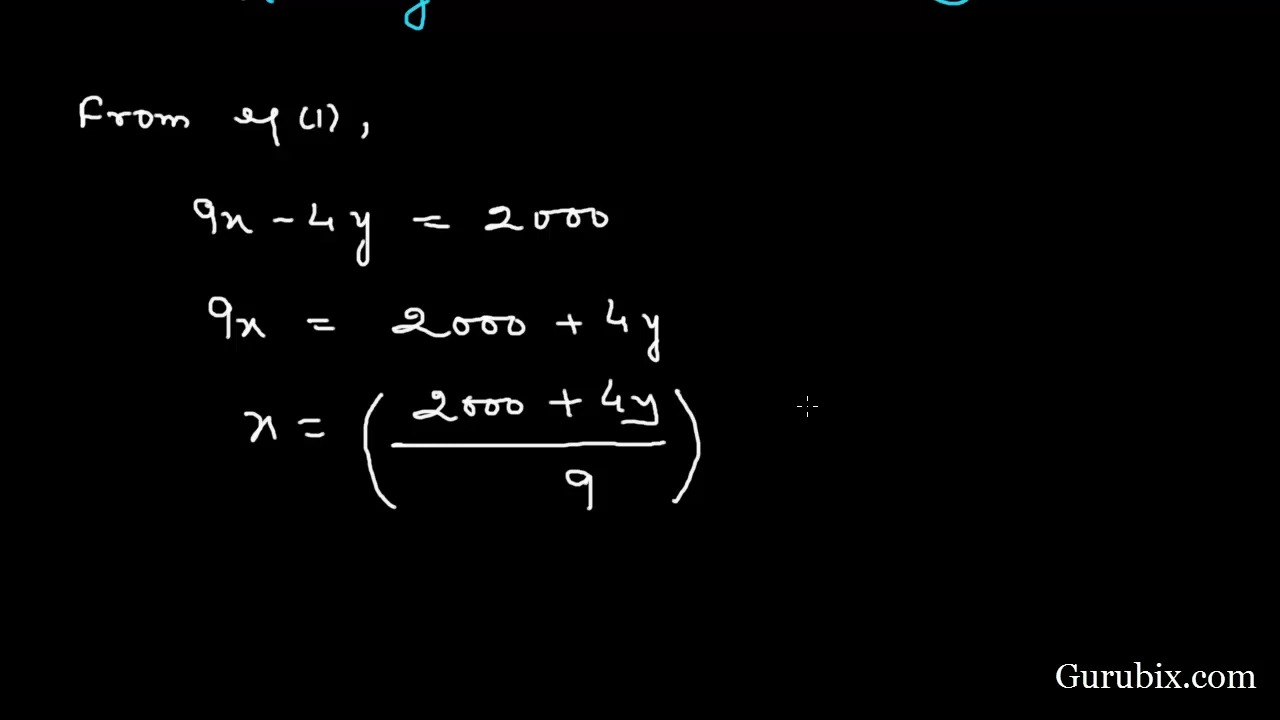 From eq (1),
9x - 4y = 2000
9x = 2000 + 4y
x = (2000 + 4y / 9)
Gurubix.com